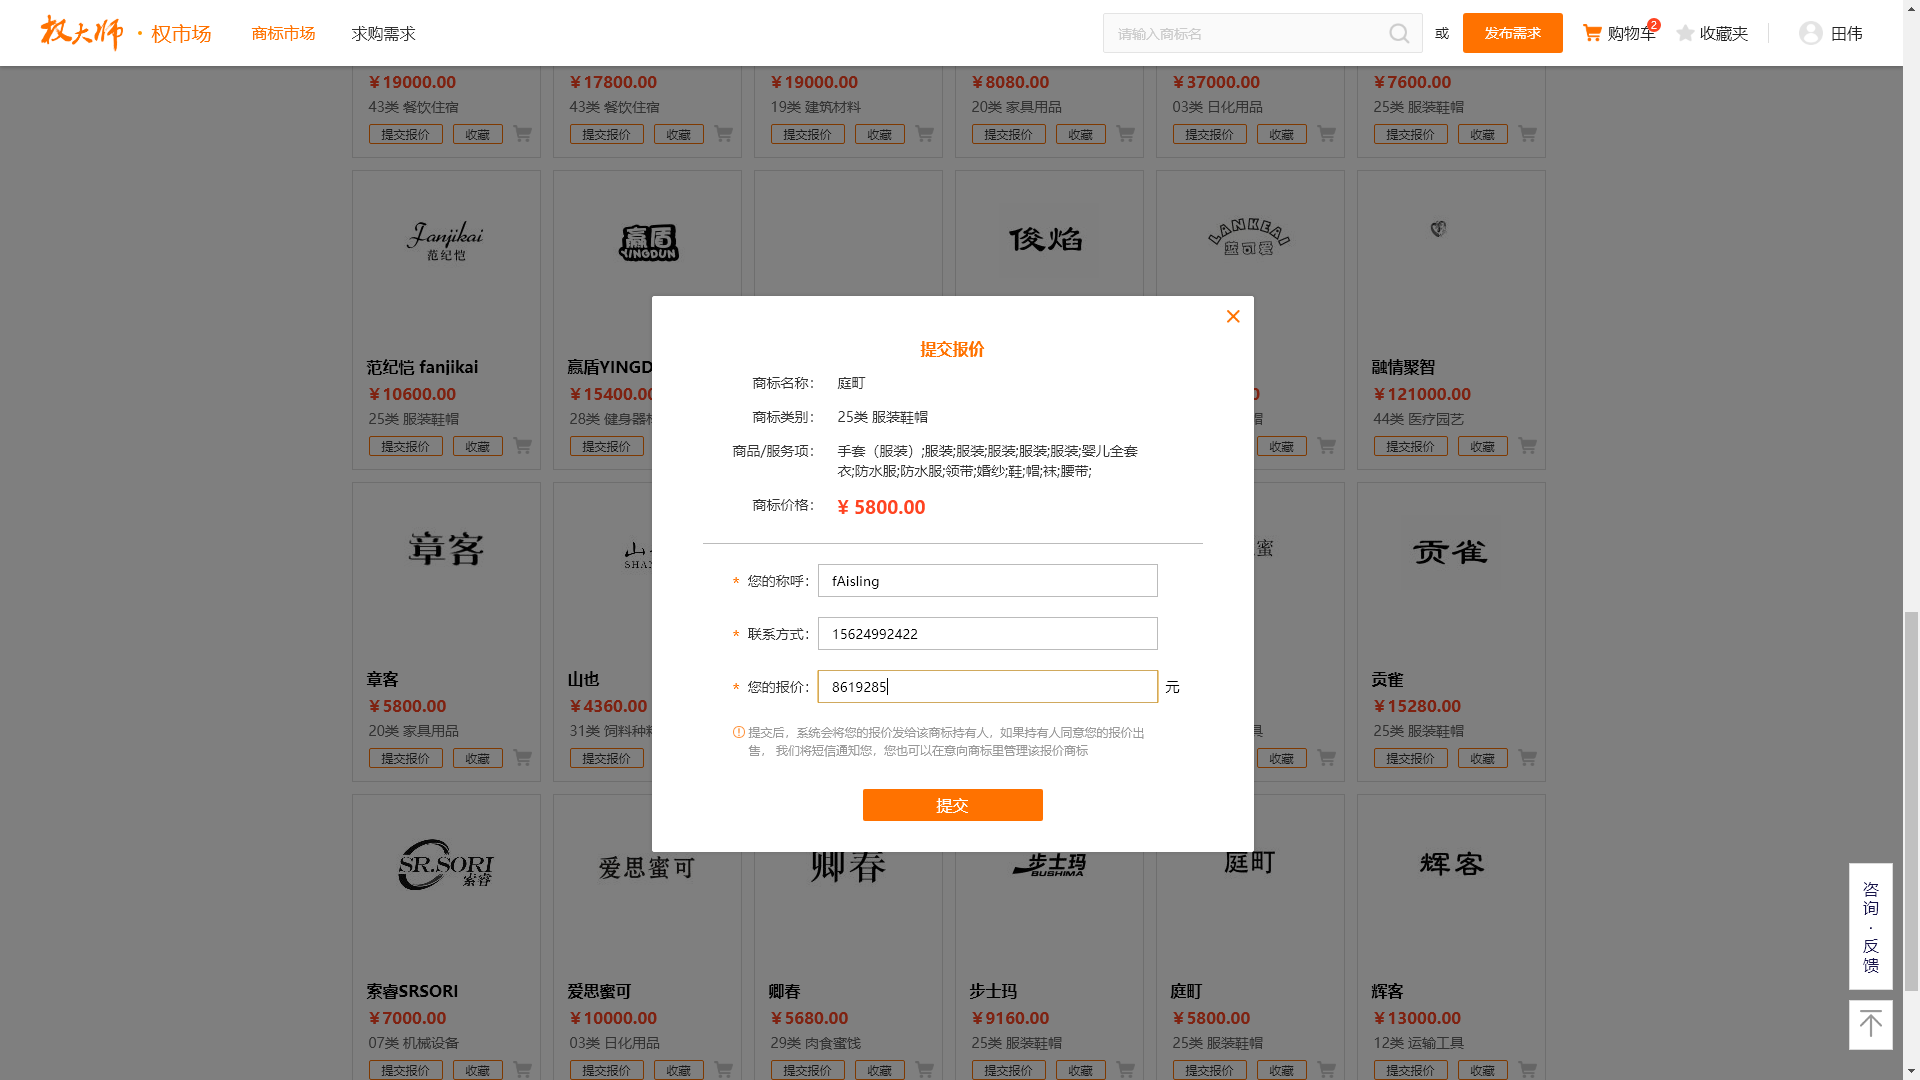 权大师 · 权市场 商标市场 求购需求 请输入商标名 或 发布需求 购物车 2 收藏夹 田伟
¥19000.00 ¥17800.00 ¥19000.00 ¥8080.00 ¥37000.00 ¥7600.00
43类 餐饮住宿 43类 餐饮住宿 19类 建筑材料 20类 家具用品 03类 日化用品 25类 服装鞋帽
提交报价 收藏 提交报价 收藏 提交报价 收藏 提交报价 收藏 提交报价 收藏 提交报价 收藏
Fanjikai
范纪恺
赢盾
YINGDUN
俊焰
LANKEAI
蓝可爱
范纪恺 fanjikai 赢盾YINGD 融情聚智
¥10600.00 ¥15400.00 0 ¥121000.00
25类 服装鞋帽 28类 健身器 帽 44类 医疗园艺
提交报价 收藏 提交报价 收藏 提交报价 收藏
提交报价
商标名称： 庭町
商标类别： 25类 服装鞋帽
商品/服务项： 手套（服装）;服装;服装;服装;服装;服装;婴儿全套
衣;防水服;防水服;领带;婚纱;鞋;帽;袜;腰带;
商标价格： ¥ 5800.00
* 您的称呼： fAisling
* 联系方式： 15624992422
* 您的报价： 8619285 元
提交后，系统会将您的报价发给该商标持有人，如果持有人同意您的报价出
售， 我们将短信通知您，您也可以在意向商标里管理该报价商标
提交
章客
山
SHA
蜜
贡雀
章客 山也 贡雀
¥5800.00 ¥4360.00 ¥15280.00
20类 家具用品 31类 饲料种 具 25类 服装鞋帽
提交报价 收藏 提交报价 收藏 提交报价 收藏
SR.SORI
索睿
爱思蜜可
卿春
步士玛
BUSHIMA
庭町
辉客
索睿SRSORI 爱思蜜可 卿春 步士玛 庭町 辉客
¥7000.00 ¥10000.00 ¥5680.00 ¥9160.00 ¥5800.00 ¥13000.00
07类 机械设备 03类 日化用品 29类 肉食蜜饯 25类 服装鞋帽 25类 服装鞋帽 12类 运输工具
提交报价 收藏 提交报价 收藏 提交报价 收藏 提交报价 收藏 提交报价 收藏 提交报价 收藏
咨
询
·
反
馈